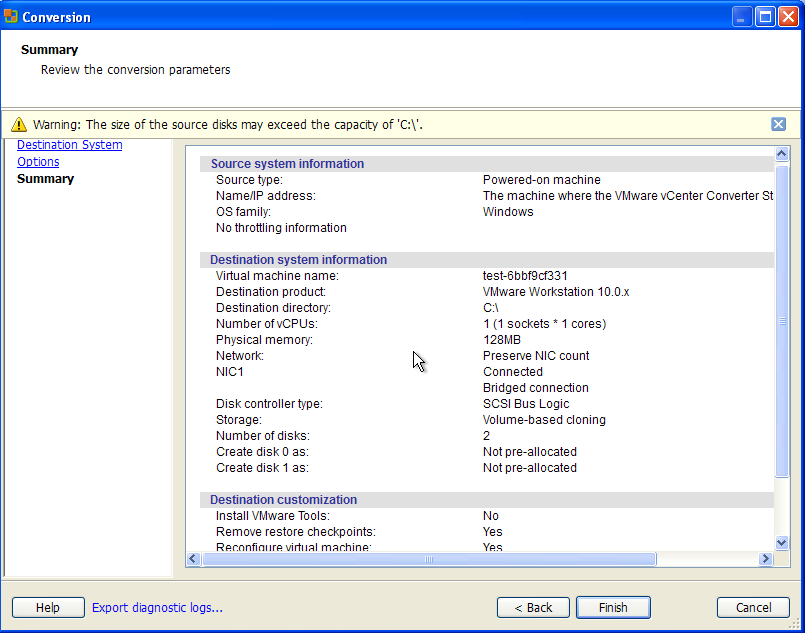 Conversion
Summary
Review the conversion parameters
Warning: The size of the source disks may exceed the capacity of 'C:\'.
Destination System
Options
Summary
Source system information
Source type: Powered-on machine
Name/IP address: The machine where the VMware vCenter Converter St
OS family: Windows
No throttling information
Destination system information
Virtual machine name: test-6bbf9cf331
Destination product: VMware Workstation 10.0.x
Destination directory: C:\
Number of vCPUs: 1 (1 sockets * 1 cores)
Physical memory: 128MB
Network: Preserve NIC count
NIC1 Connected
Bridged connection
Disk controller type: SCSI Bus Logic
Storage: Volume-based cloning
Number of disks: 2
Create disk 0 as: Not pre-allocated
Create disk 1 as: Not pre-allocated
Destination customization
Install VMware Tools: No
Remove restore checkpoints: Yes
Reconfigure virtual machine: Yes
Help Export diagnostic logs... < Back Finish Cancel